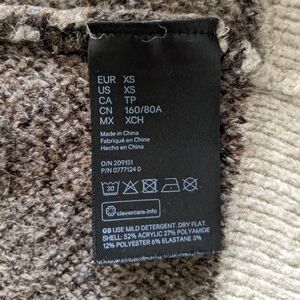 EUR XS
US XS
CA TP
CN 160/80A
MX XCH
Made in China
Fabriqué en Chine
Hecho en China
O/N 209151
P/N 0777124 0
30
clevercare.info
GB USE MILD DETERGENT. DRY FLAT.
SHELL: 52% ACRYLIC 27% POLYAMIDE
12% POLYESTER 6% ELASTANE 3%